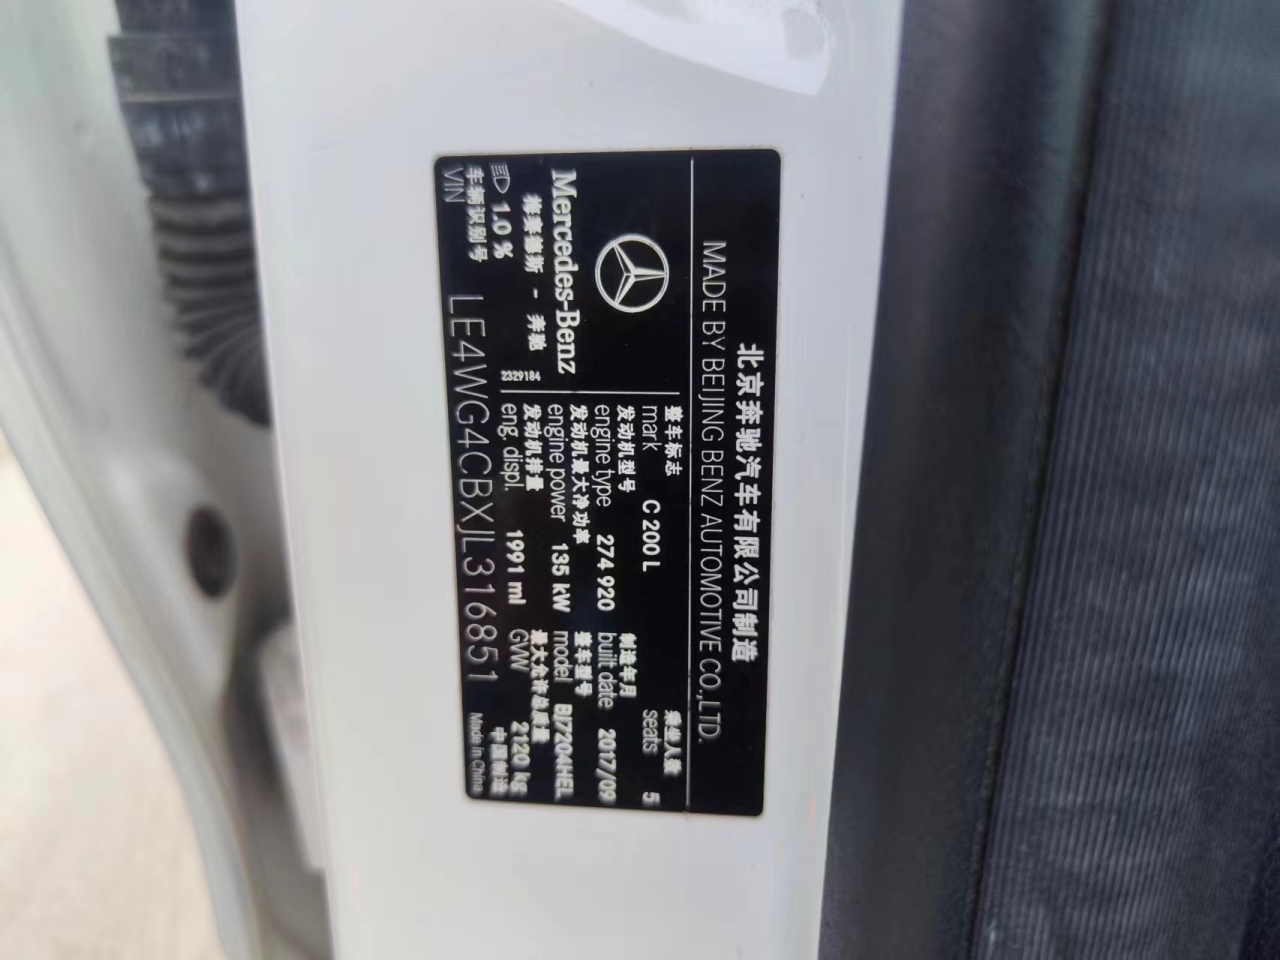 北京奔驰汽车有限公司制造
MADE BY BEIJING BENZ AUTOMOTIVE CO.,LTD.
整车标志
mark C 200 L
乘坐人数
seats 5
发动机型号
engine type 274 920
制造年月
built date 2017/09
发动机最大净功率
engine power 135 kW
整车型号
model BJ7204HEL
发动机排量
eng. displ. 1991 ml
最大允许总质量
GVW 2120 kg
Mercedes-Benz
梅赛德斯 - 奔驰
1.0 %
2329184
中国制造
Made in China
车辆识别号
VIN LE4WG4CBXJL316851